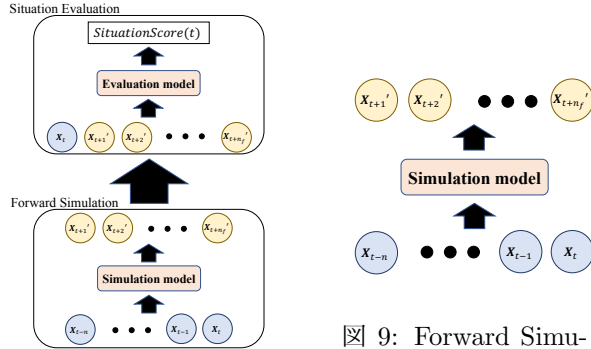 Situation Evaluation
SituationScore(t)
Evaluation model
X_t X_{t+1}' X_{t+2}' • • • X_{t+n_f}'
Forward Simulation
X_{t+1}' X_{t+2}' • • • X_{t+n_f}'
Simulation model
X_{t-n} • • • X_{t-1} X_t
X_{t+1}' X_{t+2}' ● ● ● X_{t+n_f}'
Simulation model
X_{t-n} ● ● ● X_{t-1} X_t
図 9: Forward Simu-